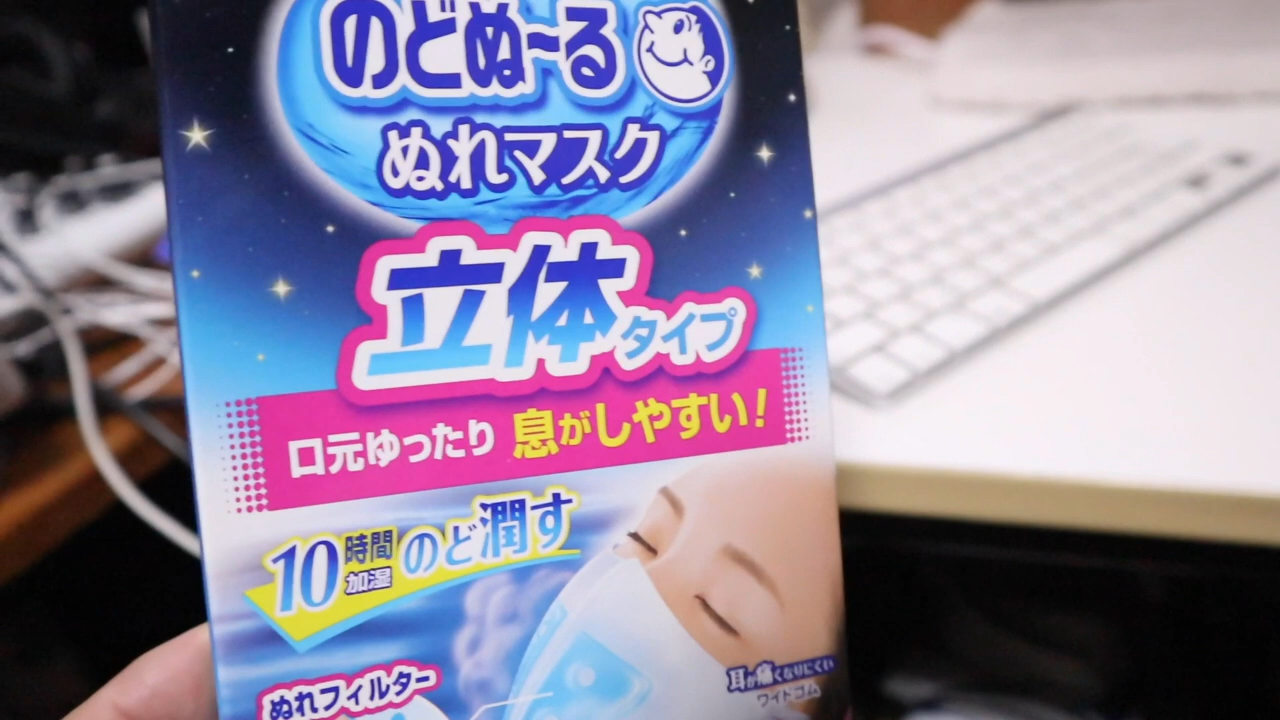 のどぬ～る
ぬれマスク
立体タイプ
口元ゆったり 息がしやすい!
10時間加湿 のど潤す
ぬれフィルター
耳が痛くなりにくい
ワイドゴム